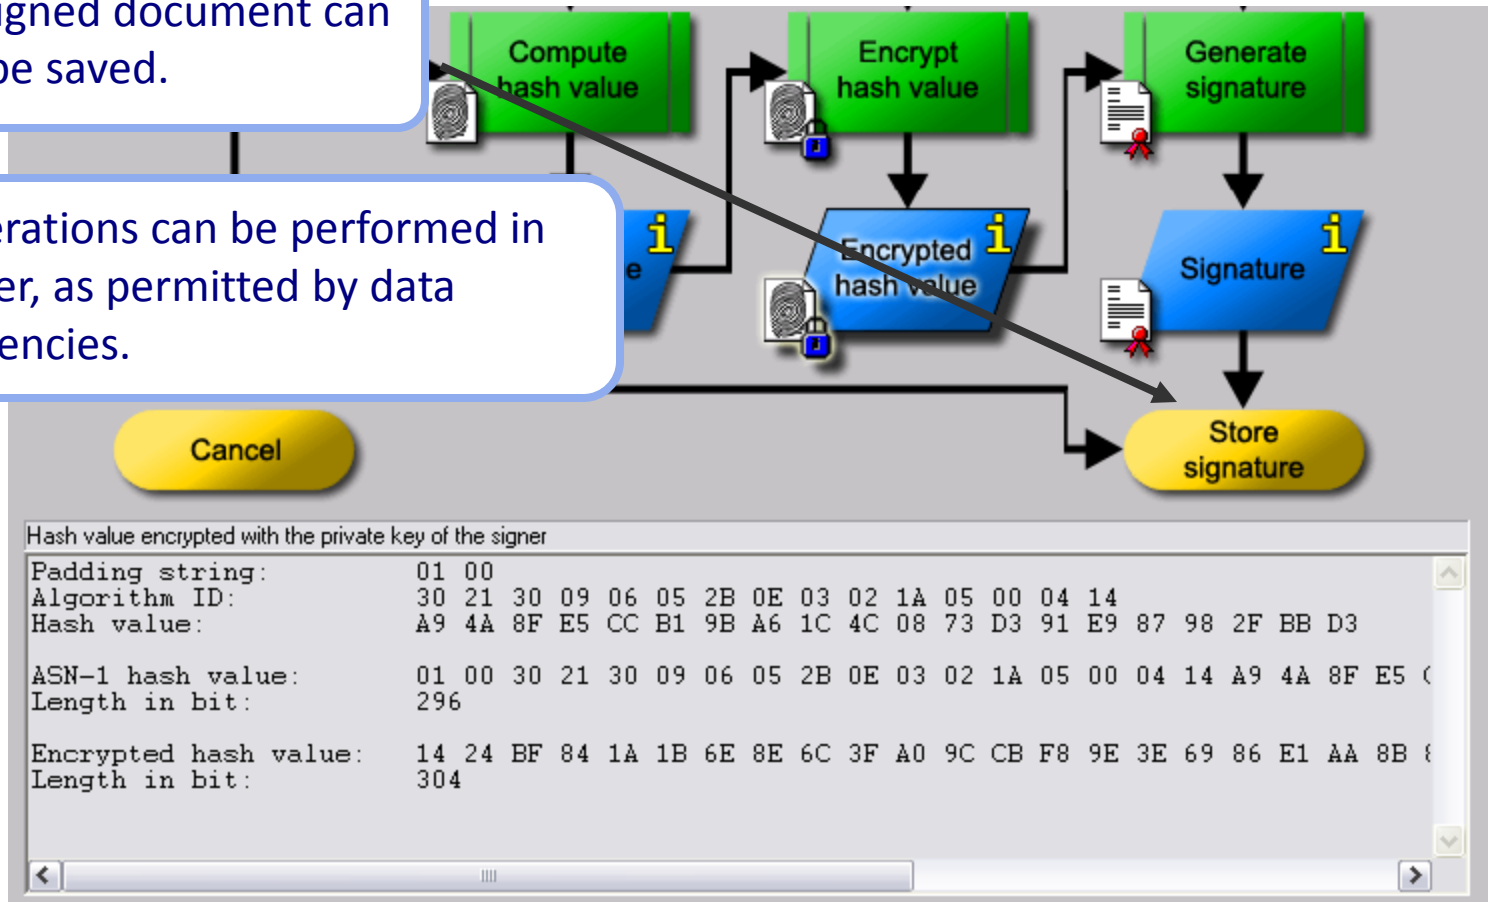 igned document can
be saved.
Compute
hash value
Encrypt
hash value
Generate
signature
erations can be performed in
er, as permitted by data
encies.
e
Encrypted
hash value
Signature
Cancel
Store
signature
Hash value encrypted with the private key of the signer
Padding string: 01 00
Algorithm ID: 30 21 30 09 06 05 2B 0E 03 02 1A 05 00 04 14
Hash value: A9 4A 8F E5 CC B1 9B A6 1C 4C 08 73 D3 91 E9 87 98 2F BB D3
ASN-1 hash value: 01 00 30 21 30 09 06 05 2B 0E 03 02 1A 05 00 04 14 A9 4A 8F E5
Length in bit: 296
Encrypted hash value: 14 24 BF 84 1A 1B 6E 8E 6C 3F A0 9C CB F8 9E 3E 69 86 E1 AA 8B
Length in bit: 304